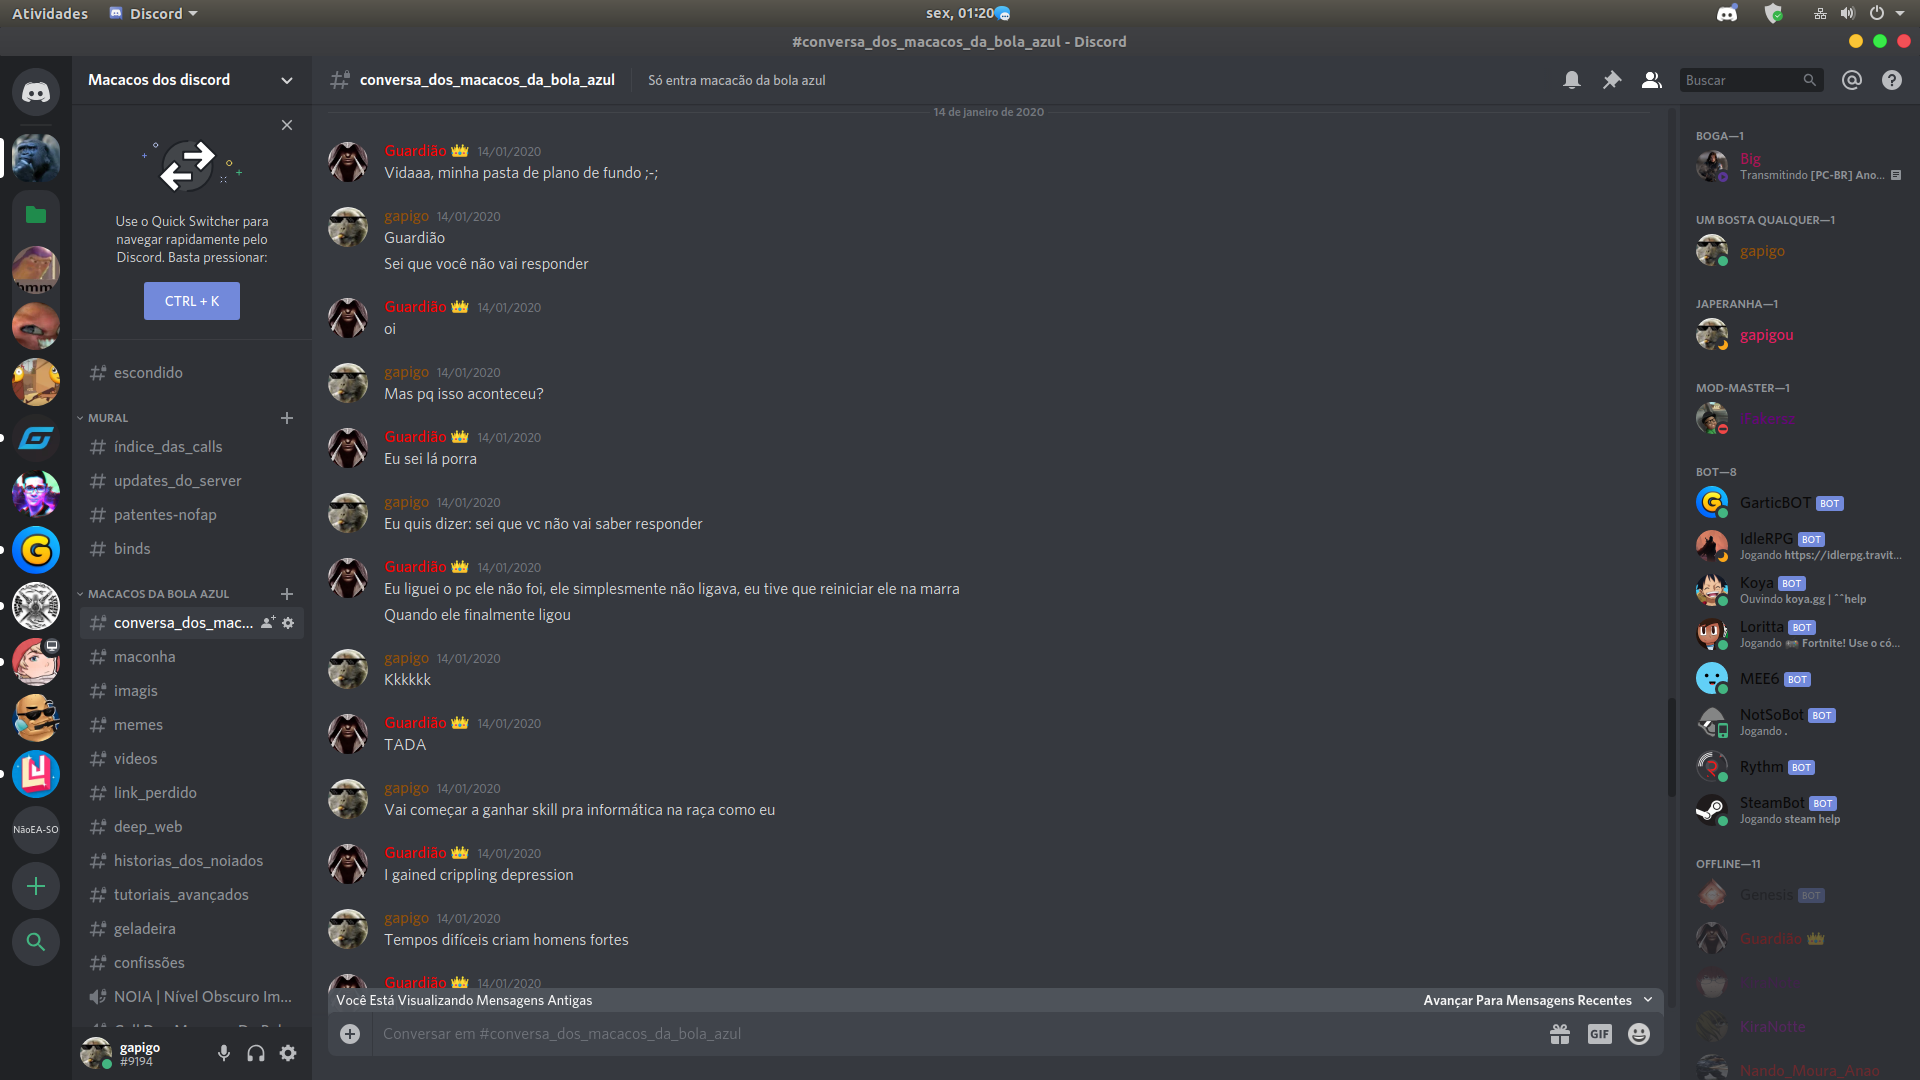 Atividades
Discord
sex, 01:20
#conversa_dos_macacos_da_bola_azul - Discord
Macacos dos discord
conversa_dos_macacos_da_bola_azul
Só entra macacão da bola azul
Buscar
Use o Quick Switcher para
navegar rapidamente pelo
Discord. Basta pressionar:
CTRL + K
escondido
MURAL
índice_das_calls
updates_do_server
patentes-nofap
binds
MACACOS DA BOLA AZUL
conversa_dos_mac...
maconha
imagis
memes
videos
link_perdido
deep_web
historias_dos_noiados
tutoriais_avançados
geladeira
confissões
NOIA | Nível Obscuro Im...
hmm
NãoEA-SO
gapigo
#9194
14 de janeiro de 2020
Guardião 14/01/2020
Vidaaa, minha pasta de plano de fundo ;-;
gapigo 14/01/2020
Guardião
Sei que você não vai responder
Guardião 14/01/2020
oi
gapigo 14/01/2020
Mas pq isso aconteceu?
Guardião 14/01/2020
Eu sei lá porra
gapigo 14/01/2020
Eu quis dizer: sei que vc não vai saber responder
Guardião 14/01/2020
Eu liguei o pc ele não foi, ele simplesmente não ligava, eu tive que reiniciar ele na marra
Quando ele finalmente ligou
gapigo 14/01/2020
Kkkkkk
Guardião 14/01/2020
TADA
gapigo 14/01/2020
Vai começar a ganhar skill pra informática na raça como eu
Guardião 14/01/2020
I gained crippling depression
gapigo 14/01/2020
Tempos difíceis criam homens fortes
Guardião 14/01/2020
Você Está Visualizando Mensagens Antigas
Avançar Para Mensagens Recentes
Conversar em #conversa_dos_macacos_da_bola_azul
GIF
BOGA—1
Big
Transmitindo [PC-BR] Ano...
UM BOSTA QUALQUER—1
gapigo
JAPERANHA—1
gapigou
MOD-MASTER—1
BOT—8
GarticBOT BOT
IdleRPG BOT
Jogando https://idlerpg.travit...
Koya BOT
Ouvindo koya.gg | ^^help
Loritta BOT
Jogando 🎮 Fortnite! Use o có...
MEE6 BOT
NotSoBot BOT
Jogando .
Rythm BOT
SteamBot BOT
Jogando steam help
OFFLINE—11
Genesis BOT
Guardião
KiraNotte
Nando_Moura_Anao